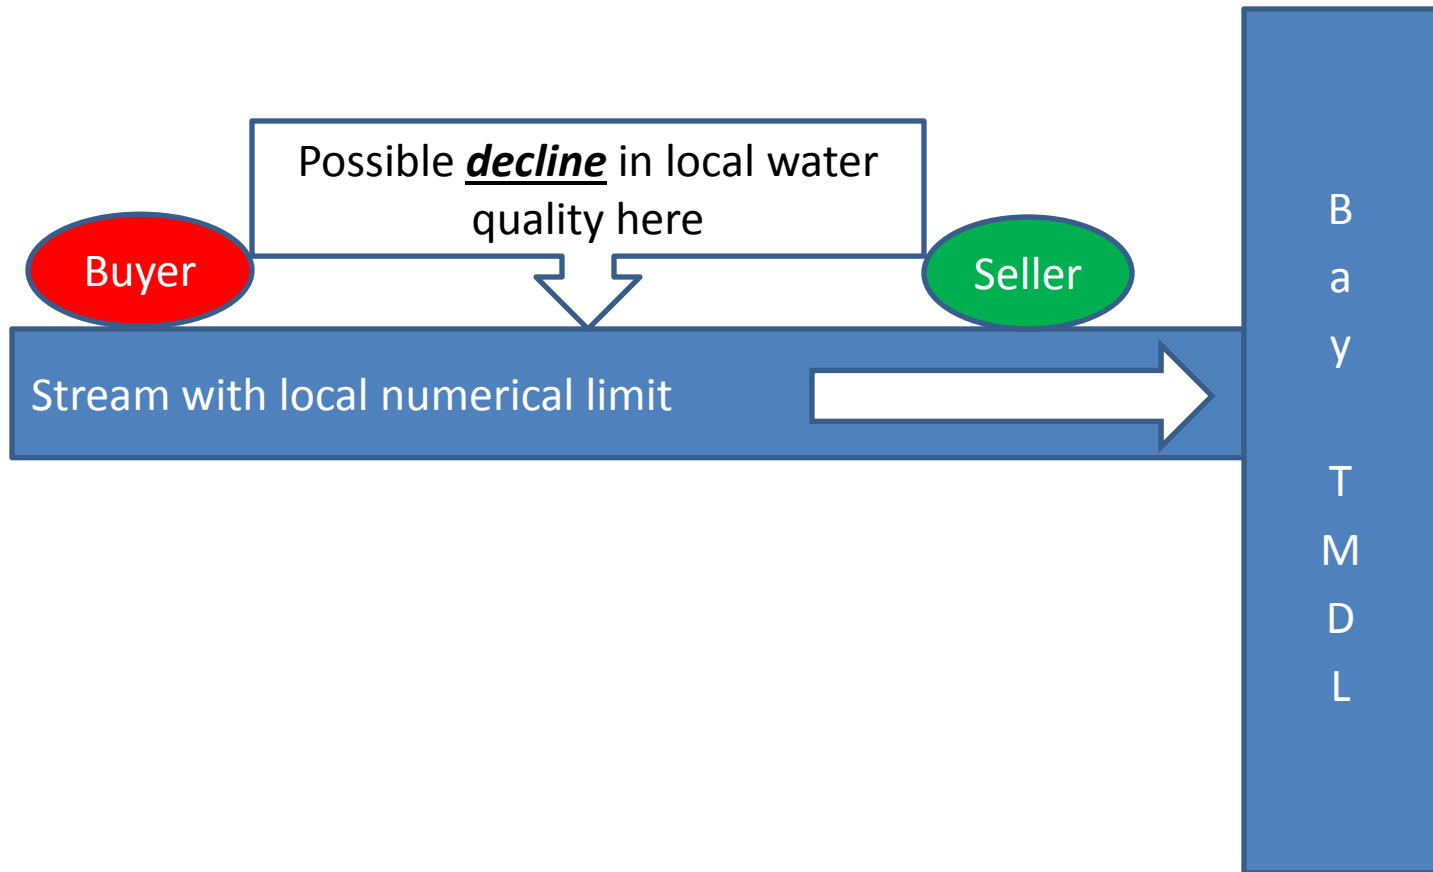 Possible decline in local water
quality here
Buyer
Seller
Stream with local numerical limit
B
a
y
T
M
D
L